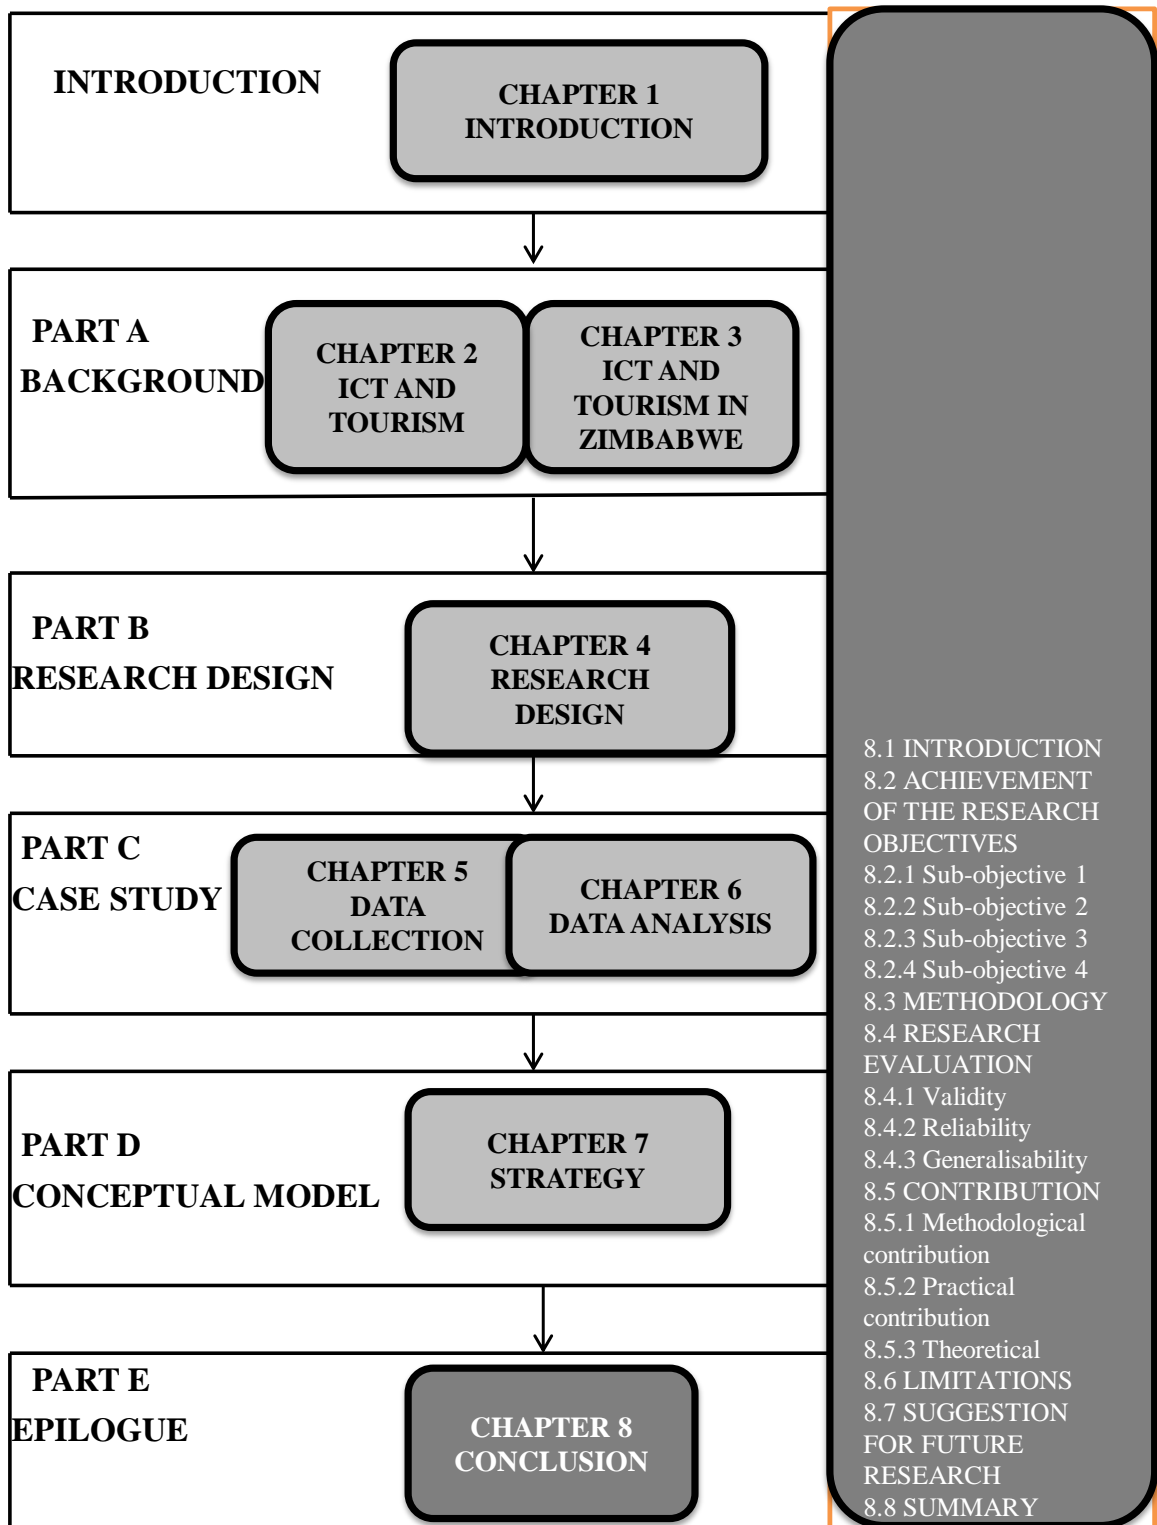 INTRODUCTION
CHAPTER 1
INTRODUCTION
PART A
BACKGROUND
CHAPTER 2
ICT AND
TOURISM
CHAPTER 3
ICT AND
TOURISM IN
ZIMBABWE
PART B
RESEARCH DESIGN
CHAPTER 4
RESEARCH
DESIGN
PART C
CASE STUDY
CHAPTER 5
DATA
COLLECTION
CHAPTER 6
DATA ANALYSIS
PART D
CONCEPTUAL MODEL
CHAPTER 7
STRATEGY
PART E
EPILOGUE
CHAPTER 8
CONCLUSION
8.1 INTRODUCTION
8.2 ACHIEVEMENT
OF THE RESEARCH
OBJECTIVES
8.2.1 Sub-objective 1
8.2.2 Sub-objective 2
8.2.3 Sub-objective 3
8.2.4 Sub-objective 4
8.3 METHODOLOGY
8.4 RESEARCH
EVALUATION
8.4.1 Validity
8.4.2 Reliability
8.4.3 Generalisability
8.5 CONTRIBUTION
8.5.1 Methodological
contribution
8.5.2 Practical
contribution
8.5.3 Theoretical
8.6 LIMITATIONS
8.7 SUGGESTION
FOR FUTURE
RESEARCH
8.8 SUMMARY